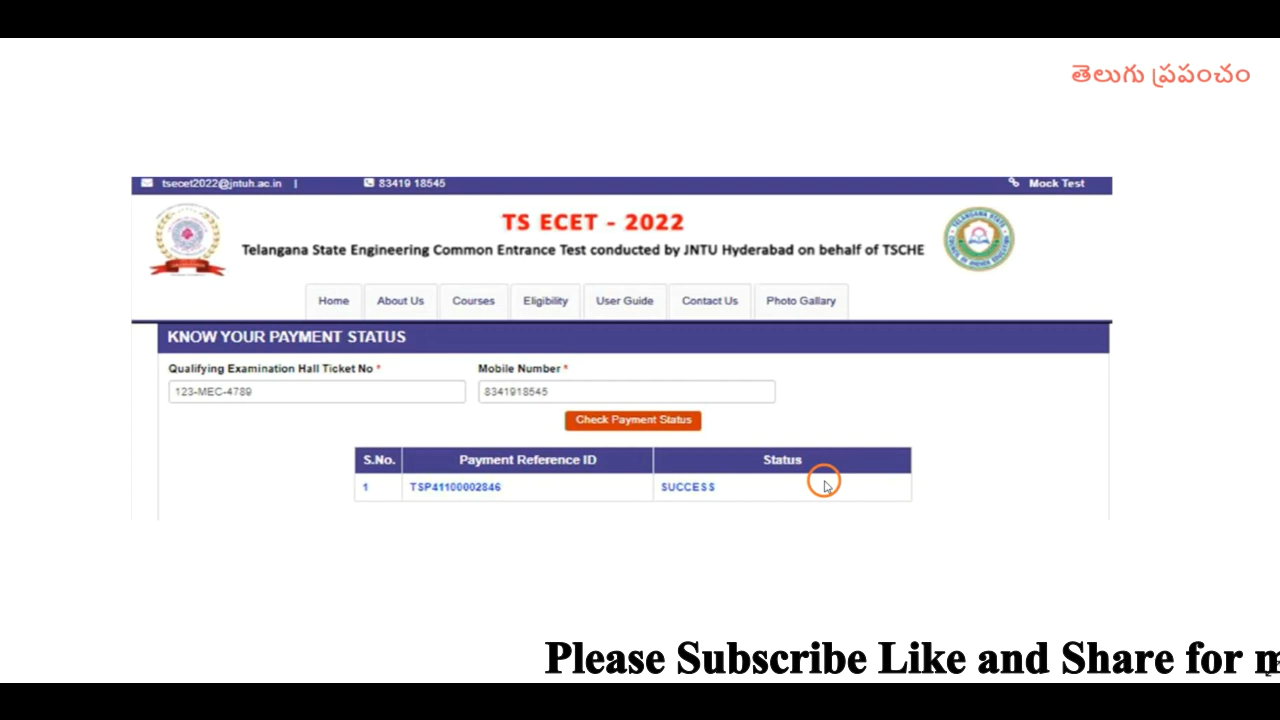 తెలుగు ప్రపంచం
tsecet2022@jntuh.ac.in | 83419 18545 Mock Test
TS ECET - 2022
Telangana State Engineering Common Entrance Test conducted by JNTU Hyderabad on behalf of TSCHE
Home About Us Courses Eligibility User Guide Contact Us Photo Gallary
KNOW YOUR PAYMENT STATUS
Qualifying Examination Hall Ticket No * Mobile Number *
123-MEC-4789 8341918545
Check Payment Status
S.No. Payment Reference ID Status
1 TSP41100002846 SUCCESS
Please Subscribe Like and Share for m